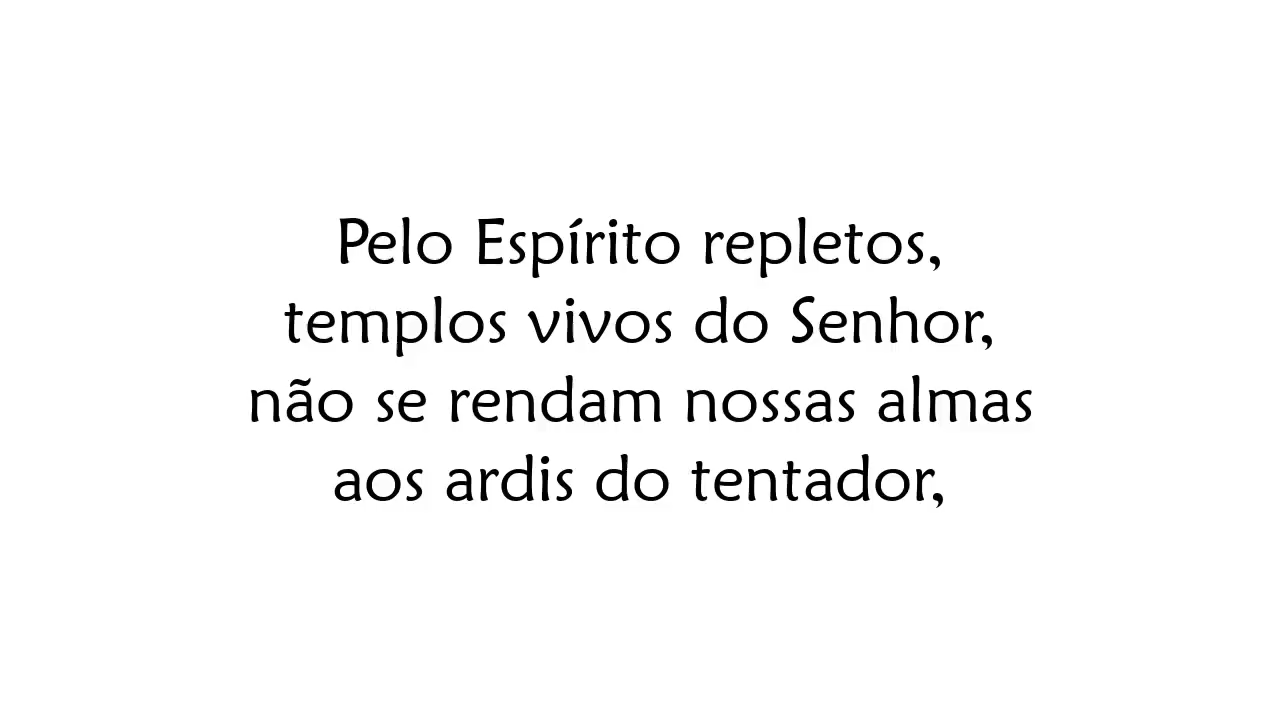 Pelo Espírito repletos,
templos vivos do Senhor,
não se rendam nossas almas
aos ardis do tentador,